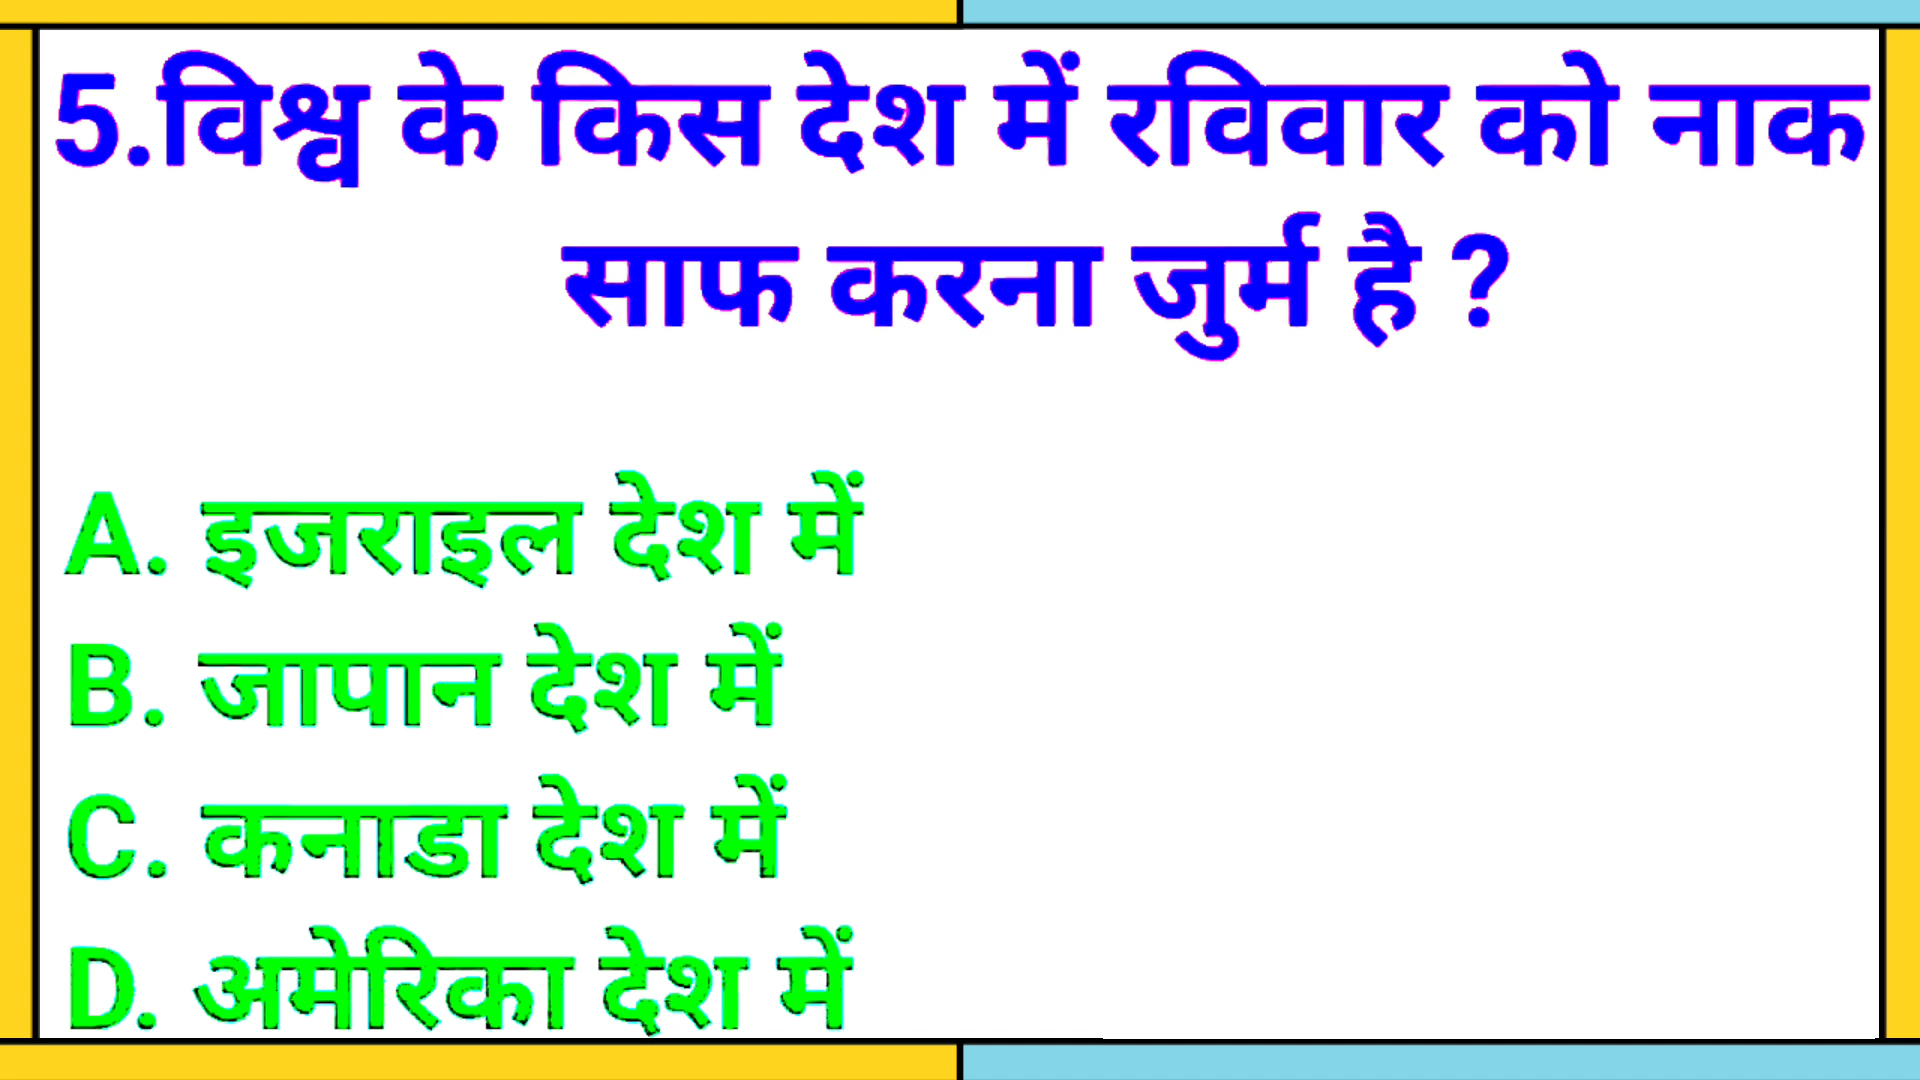 5.विश्व के किस देश में रविवार को नाक
साफ करना जुर्म है ?
A. इजराइल देश में
B. जापान देश में
C. कनाडा देश में
D. अमेरिका देश में